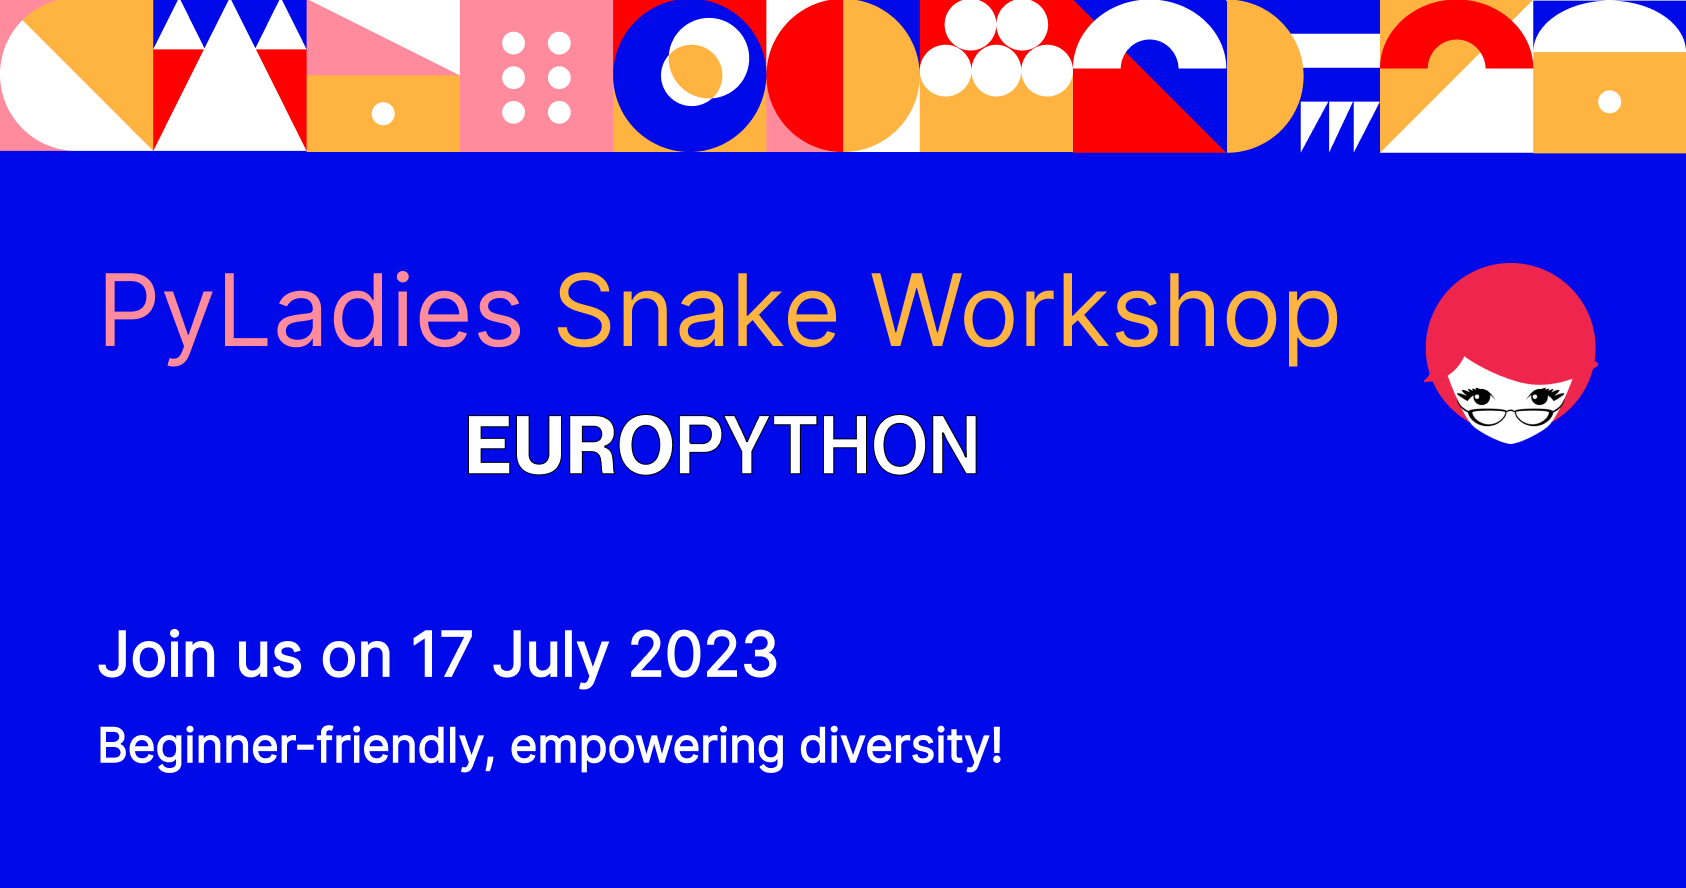 PyLadies Snake Workshop
EUROPYTHON
Join us on 17 July 2023
Beginner-friendly, empowering diversity!